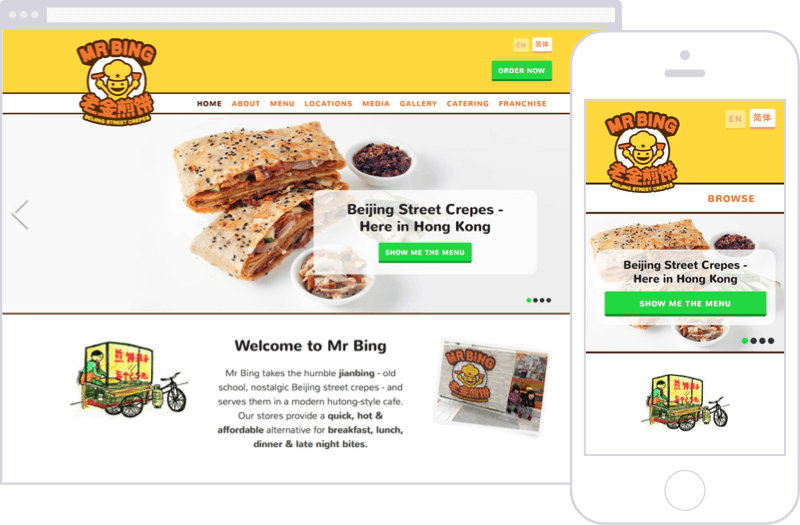 MR BING
老金煎饼
BEIJING STREET CREPES
EN
简体
ORDER NOW
HOME
ABOUT
MENU
LOCATIONS
MEDIA
GALLERY
CATERING
FRANCHISE
Beijing Street Crepes -
Here in Hong Kong
SHOW ME THE MENU
Welcome to Mr Bing
Mr Bing takes the humble jianbing - old
school, nostalgic Beijing street crepes - and
serves them in a modern hutong-style cafe.
Our stores provide a quick, hot &
affordable alternative for breakfast, lunch,
dinner & late night bites.
MR BING
老金煎饼
MR BING
老金煎饼
BEIJING STREET CREPES
EN
简体
BROWSE
Beijing Street Crepes -
Here in Hong Kong
SHOW ME THE MENU